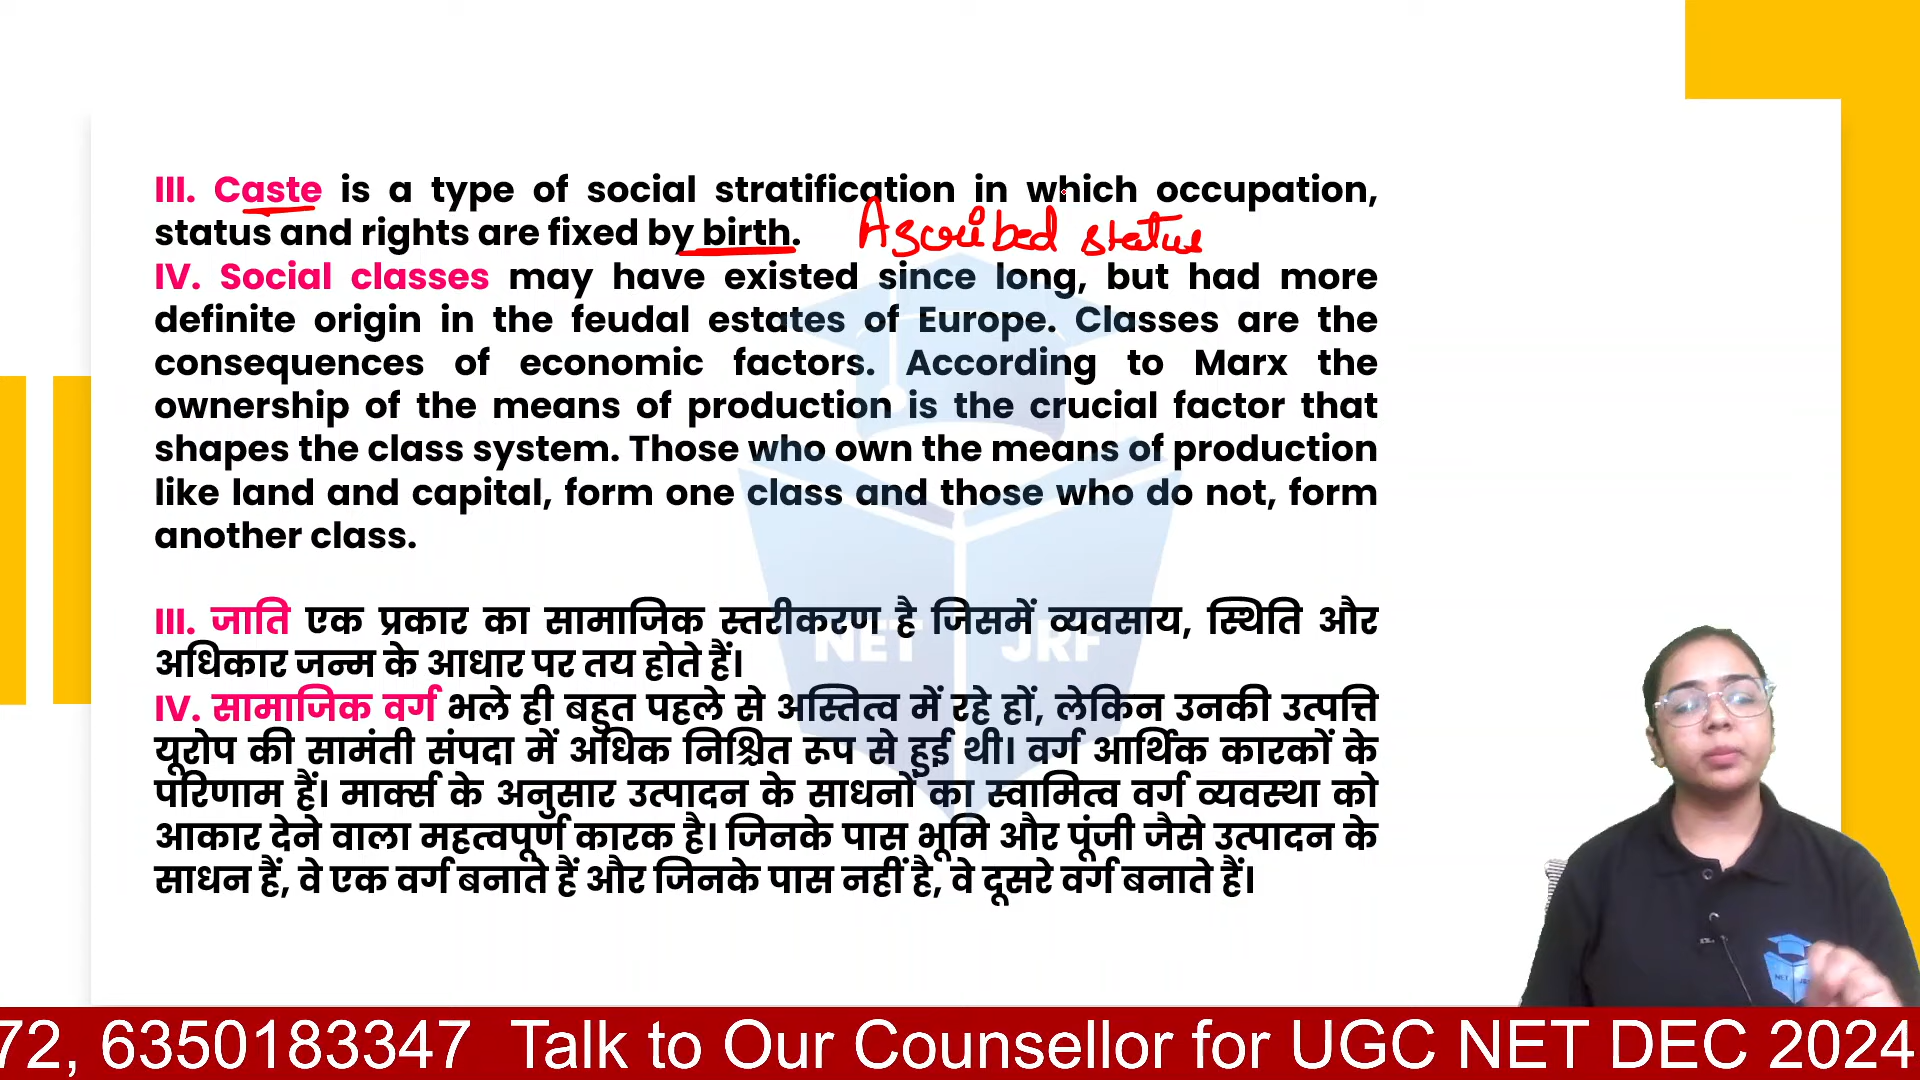 III. Caste is a type of social stratification in which occupation,
status and rights are fixed by birth. Ascribed status
IV. Social classes may have existed since long, but had more
definite origin in the feudal estates of Europe. Classes are the
consequences of economic factors. According to Marx the
ownership of the means of production is the crucial factor that
shapes the class system. Those who own the means of production
like land and capital, form one class and those who do not, form
another class.
III. जाति एक प्रकार का सामाजिक स्तरीकरण है जिसमें व्यवसाय, स्थिति और
अधिकार जन्म के आधार पर तय होते हैं।
NET JRF
IV. सामाजिक वर्ग भले ही बहुत पहले से अस्तित्व में रहे हों, लेकिन उनकी उत्पत्ति
यूरोप की सामंती संपदा में अधिक निश्चित रूप से हुई थी। वर्ग आर्थिक कारकों के
परिणाम हैं। मार्क्स के अनुसार उत्पादन के साधनों का स्वामित्व वर्ग व्यवस्था को
आकार देने वाला महत्वपूर्ण कारक है। जिनके पास भूमि और पूंजी जैसे उत्पादन के
साधन हैं, वे एक वर्ग बनाते हैं और जिनके पास नहीं है, वे दूसरे वर्ग बनाते हैं।
72, 6350183347 Talk to Our Counsellor for UGC NET DEC 2024